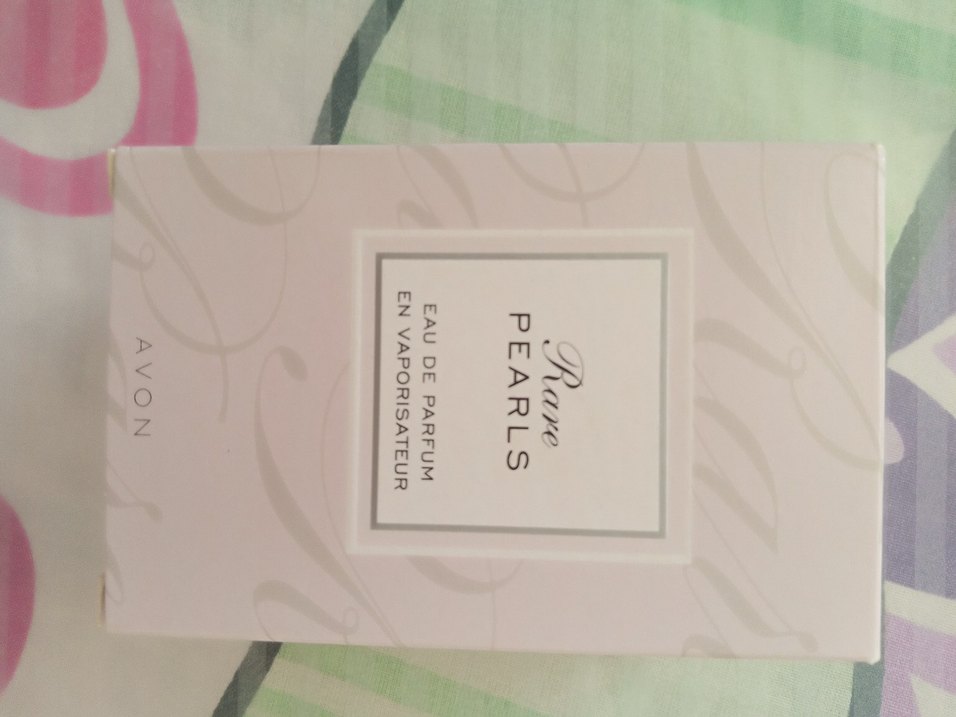 Rare
PEARLS
EAU DE PARFUM
EN VAPORISATEUR
AVON